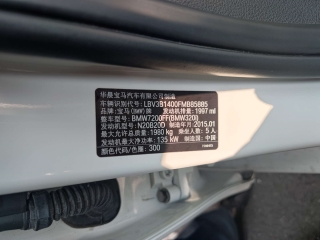 华晨宝马汽车有限公司制造
车辆识别代号: LBV3B1400FMB85885
品牌: 宝马(BMW) 发动机排量: 1997 ml
整车型号: BMW7200FF(BMW320i)
发动机型号: N20B20D 制造年月: 2015.01
最大允许总质量: 1980 kg 乘坐人数: 5 人
发动机最大净功率: 135 kW 制造国: 中国
颜色代码/色圈: 300